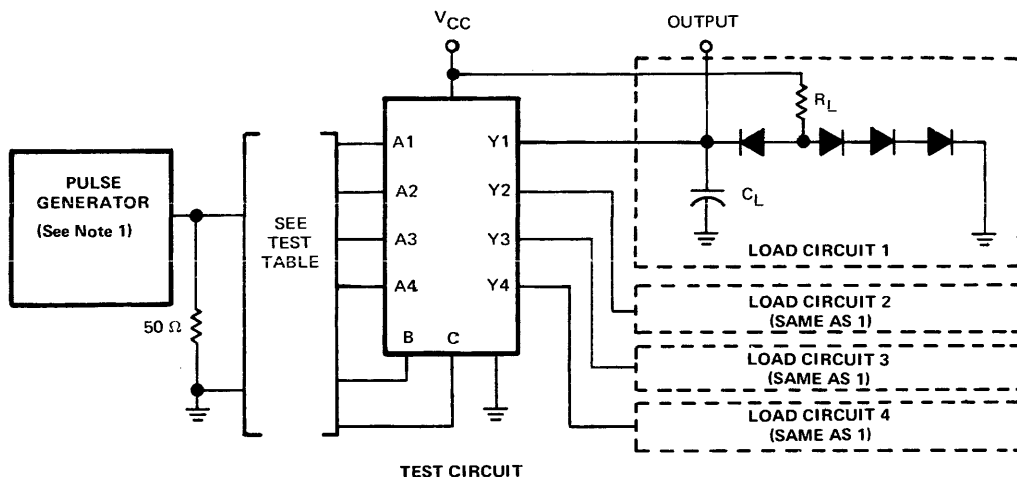 VCC
OUTPUT
RL
A1
Y1
PULSE
GENERATOR
(See Note 1)
A2
Y2
CL
SEE
TEST
TABLE
A3
Y3
LOAD CIRCUIT 1
A4
Y4
50 Ω
B
C
LOAD CIRCUIT 2
(SAME AS 1)
LOAD CIRCUIT 3
(SAME AS 1)
LOAD CIRCUIT 4
(SAME AS 1)
TEST CIRCUIT